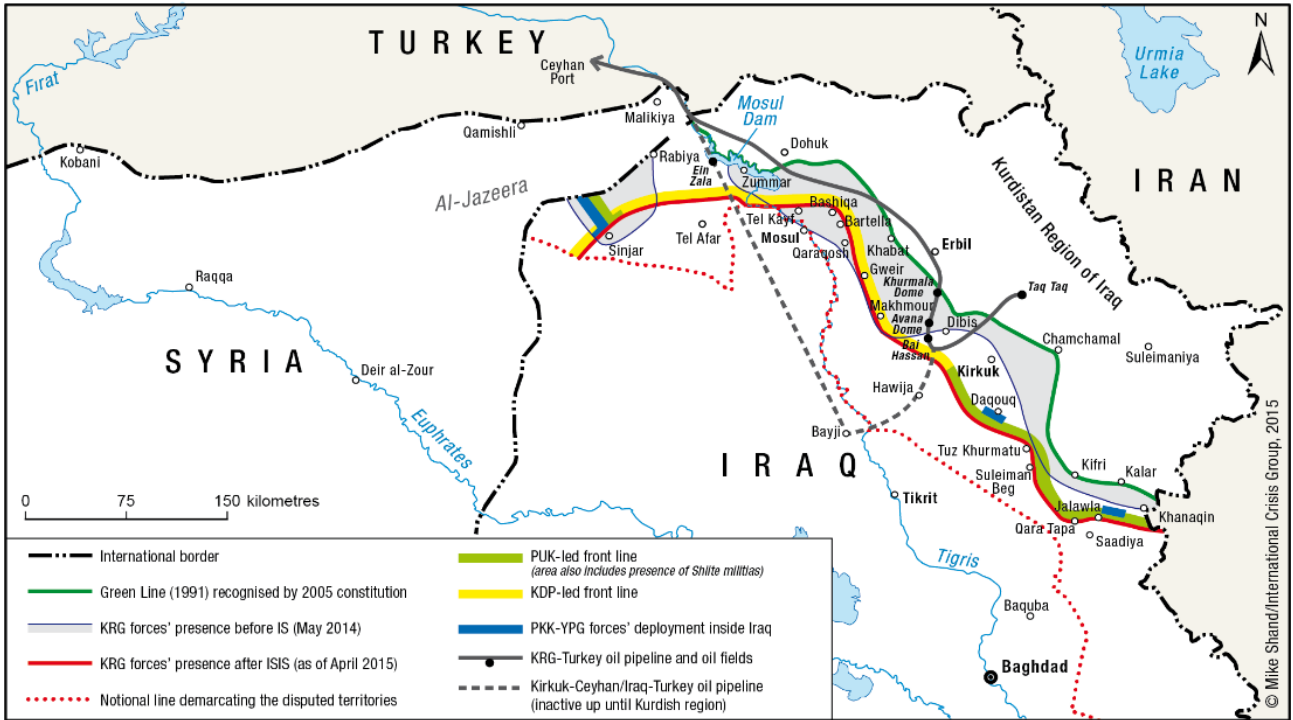 TURKEY
N
Ceyhan
Port
Urmia
Lake
Fırat
Mosul
Dam
Malikiya
Qamishli
Kobani
Dohuk
Rabiya
Ein
Zala
Zummar
Kurdistan Region of Iraq
IRAN
Al-Jazeera
Bashiqa
Tel Kayf
Bartella
Sinjar
Tel Afar
Mosul
Khabat
Erbil
Qaraqosh
Gweir
Khurmala
Dome
Taq Taq
Raqqa
Makhmour
Avana
Dome
Dibis
Bai
Hassan
Chamchamal
Suleimaniya
SYRIA
Deir al-Zour
Kirkuk
Hawija
Daqouq
Euphrates
Bayji
IRAQ
Tuz Khurmatu
Suleiman
Beg
Kifri
Kalar
0 75 150 kilometres
Tikrit
Jalawla
Khanaqin
Qara Tapa
Saadiya
Tigris
Baquba
Baghdad
International border
Green Line (1991) recognised by 2005 constitution
KRG forces' presence before IS (May 2014)
KRG forces' presence after ISIS (as of April 2015)
Notional line demarcating the disputed territories
PUK-led front line
(area also includes presence of Shiite militias)
KDP-led front line
PKK-YPG forces' deployment inside Iraq
KRG-Turkey oil pipeline and oil fields
Kirkuk-Ceyhan/Iraq-Turkey oil pipeline
(inactive up until Kurdish region)
© Mike Shand/International Crisis Group, 2015